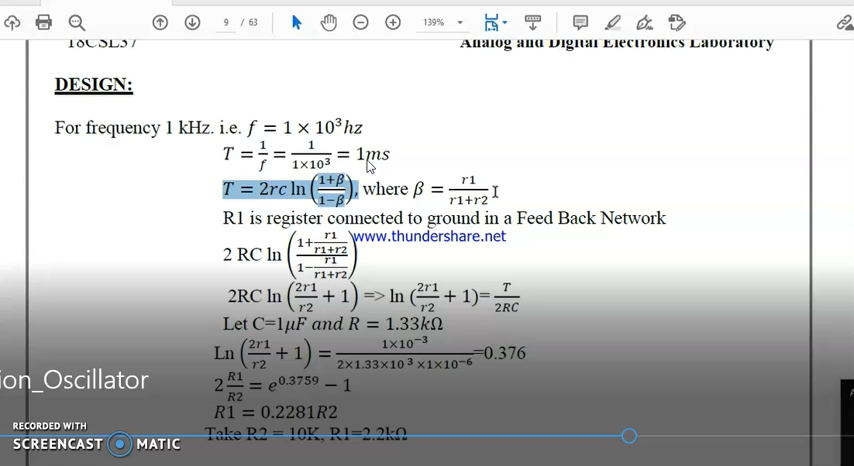 9 / 63
139%
18CSL37 Analog and Digital Electronics Laboratory
DESIGN:
For frequency 1 kHz. i.e. f = 1 × 10³hz
T = 1/f = 1/(1×10³) = 1ms
T = 2rc ln((1+β)/(1−β)), where β = r1/(r1+r2)
R1 is register connected to ground in a Feed Back Network
www.thundershare.net
2 RC ln((1+r1/(r1+r2))/(1−r1/(r1+r2)))
2RC ln(2r1/r2 + 1) => ln (2r1/r2 + 1)= T/2RC
Let C=1μF and R = 1.33kΩ
Ln (2r1/r2 + 1) = 1×10⁻³/(2×1.33×10³×1×10⁻⁶) =0.376
ion_Oscillator
2 R1/R2 = e^0.3759 − 1
R1 = 0.2281R2
RECORDED WITH
SCREENCAST MATIC
Take R2 = 10K, R1=2.2kΩ